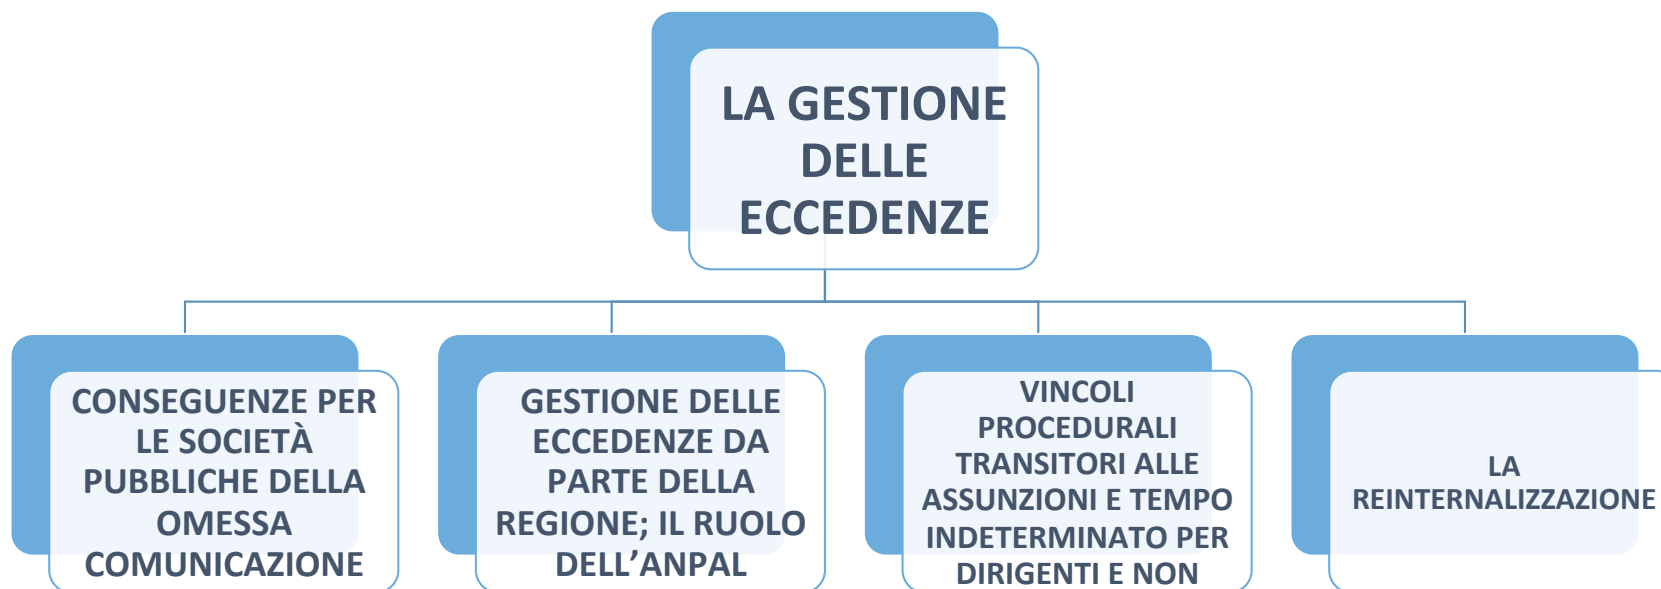 LA GESTIONE
DELLE
ECCEDENZE
CONSEGUENZE PER
LE SOCIETÀ
PUBBLICHE DELLA
OMESSA
COMUNICAZIONE
GESTIONE DELLE
ECCEDENZE DA
PARTE DELLA
REGIONE; IL RUOLO
DELL’ANPAL
VINCOLI
PROCEDURALI
TRANSITORI ALLE
ASSUNZIONI E TEMPO
INDETERMINATO PER
DIRIGENTI E NON
LA
REINTERNALIZZAZIONE